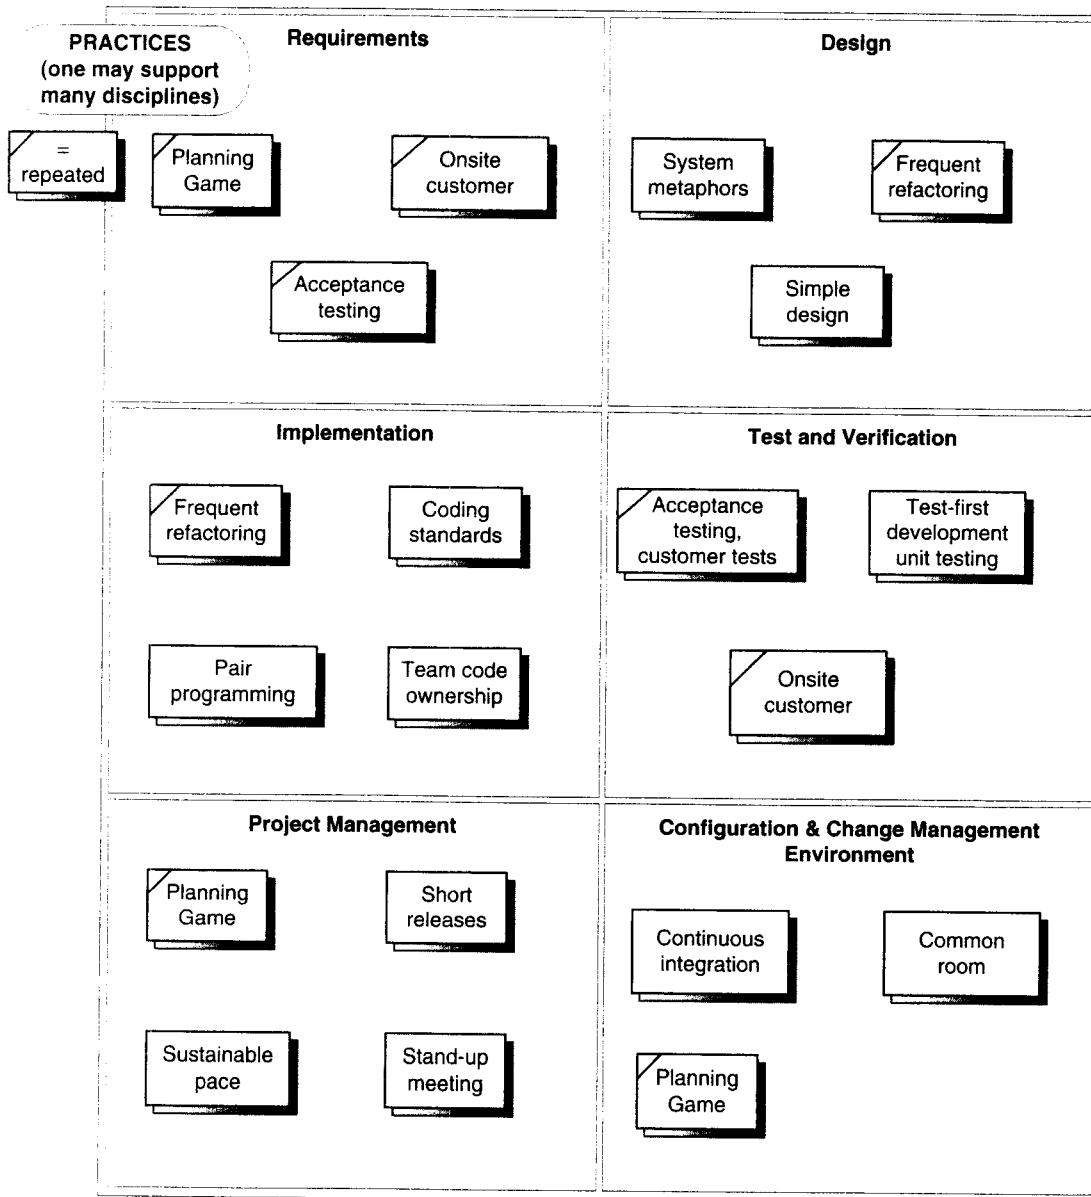 PRACTICES
(one may support
many disciplines)
=
repeated
Requirements
Planning
Game
Onsite
customer
Acceptance
testing
Design
System
metaphors
Frequent
refactoring
Simple
design
Implementation
Frequent
refactoring
Coding
standards
Pair
programming
Team code
ownership
Test and Verification
Acceptance
testing,
customer tests
Test-first
development
unit testing
Onsite
customer
Project Management
Planning
Game
Short
releases
Sustainable
pace
Stand-up
meeting
Configuration & Change Management
Environment
Continuous
integration
Common
room
Planning
Game